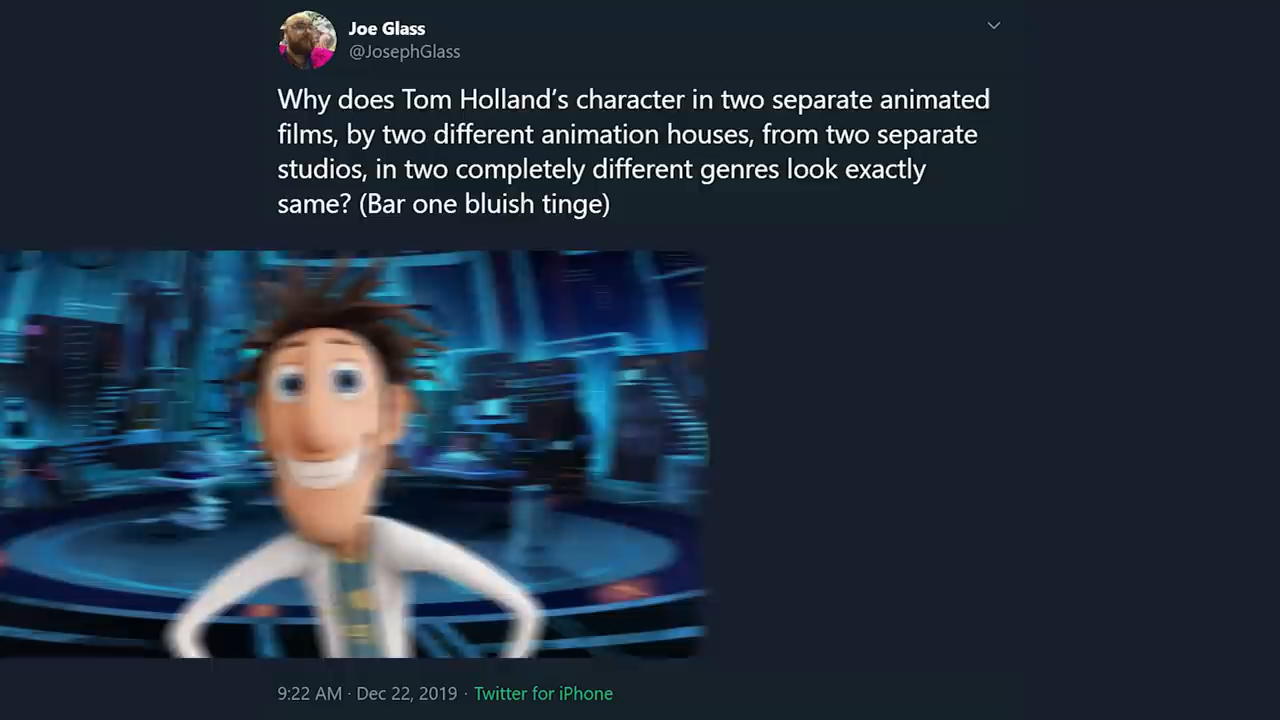 Joe Glass
@JosephGlass
Why does Tom Holland’s character in two separate animated
films, by two different animation houses, from two separate
studios, in two completely different genres look exactly
same? (Bar one bluish tinge)
9:22 AM · Dec 22, 2019 · Twitter for iPhone